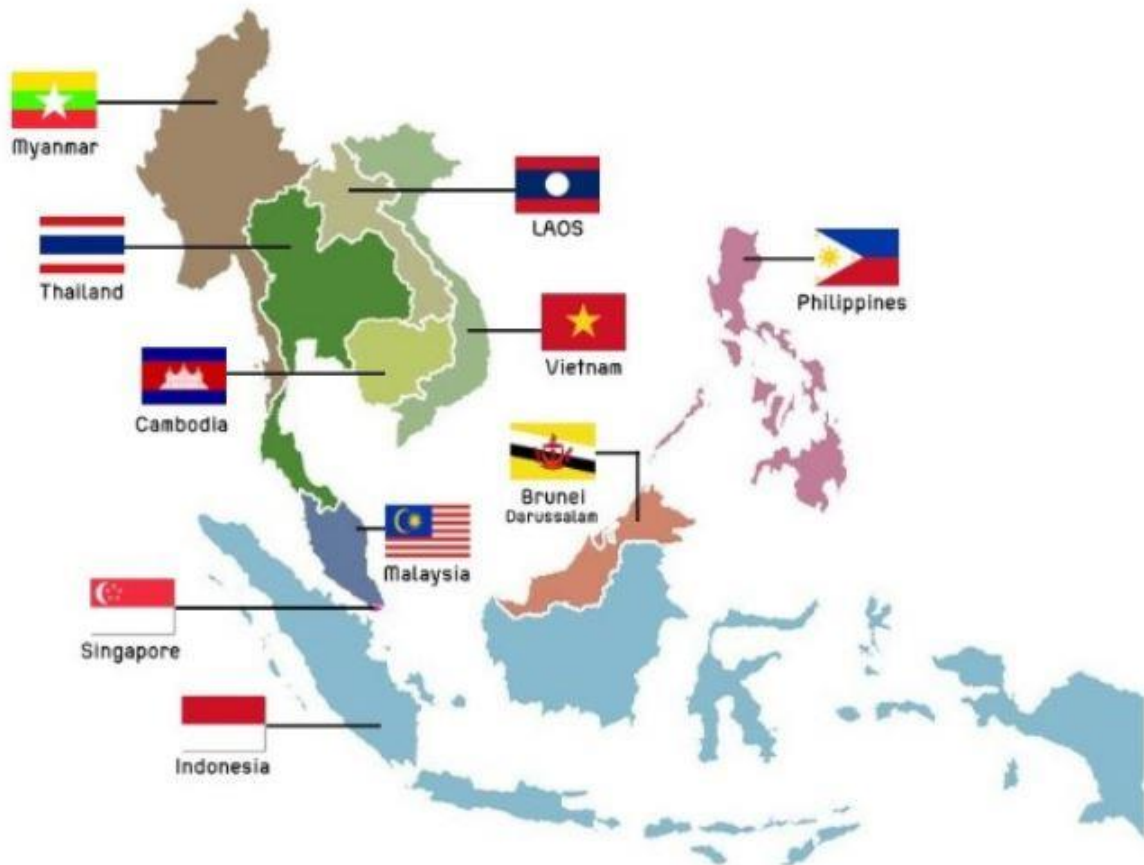 Myanmar
LAOS
Thailand
Philippines
Vietnam
Cambodia
Brunei
Darussalam
Malaysia
Singapore
Indonesia